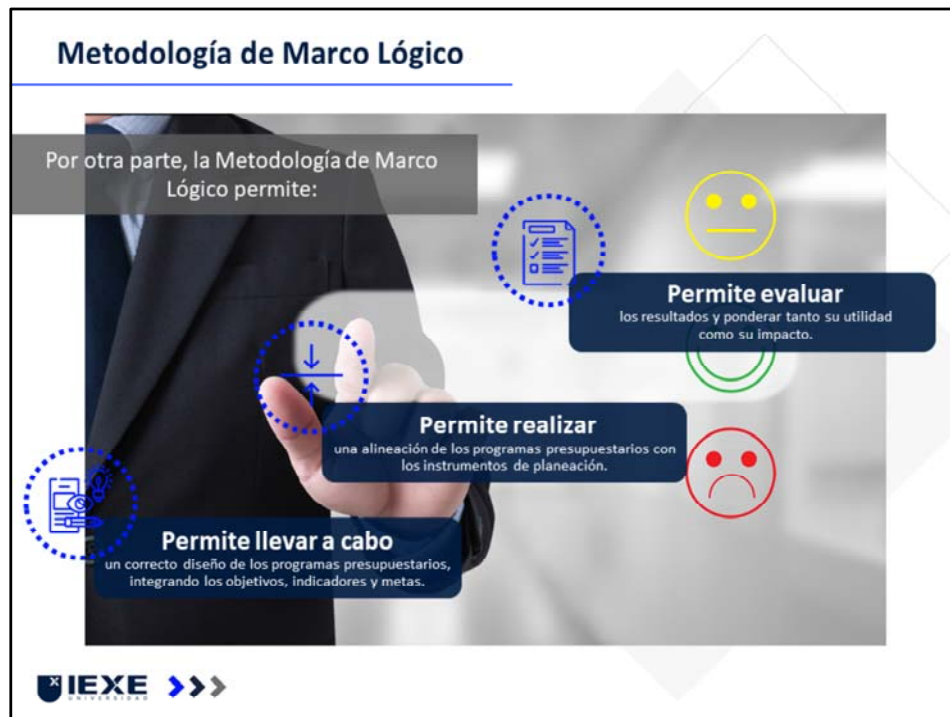 Metodología de Marco Lógico
Por otra parte, la Metodología de Marco
Lógico permite:
Permite evaluar
los resultados y ponderar tanto su utilidad
como su impacto.
Permite realizar
una alineación de los programas presupuestarios con
los instrumentos de planeación.
Permite llevar a cabo
un correcto diseño de los programas presupuestarios,
integrando los objetivos, indicadores y metas.
IEXE
UNIVERSIDAD